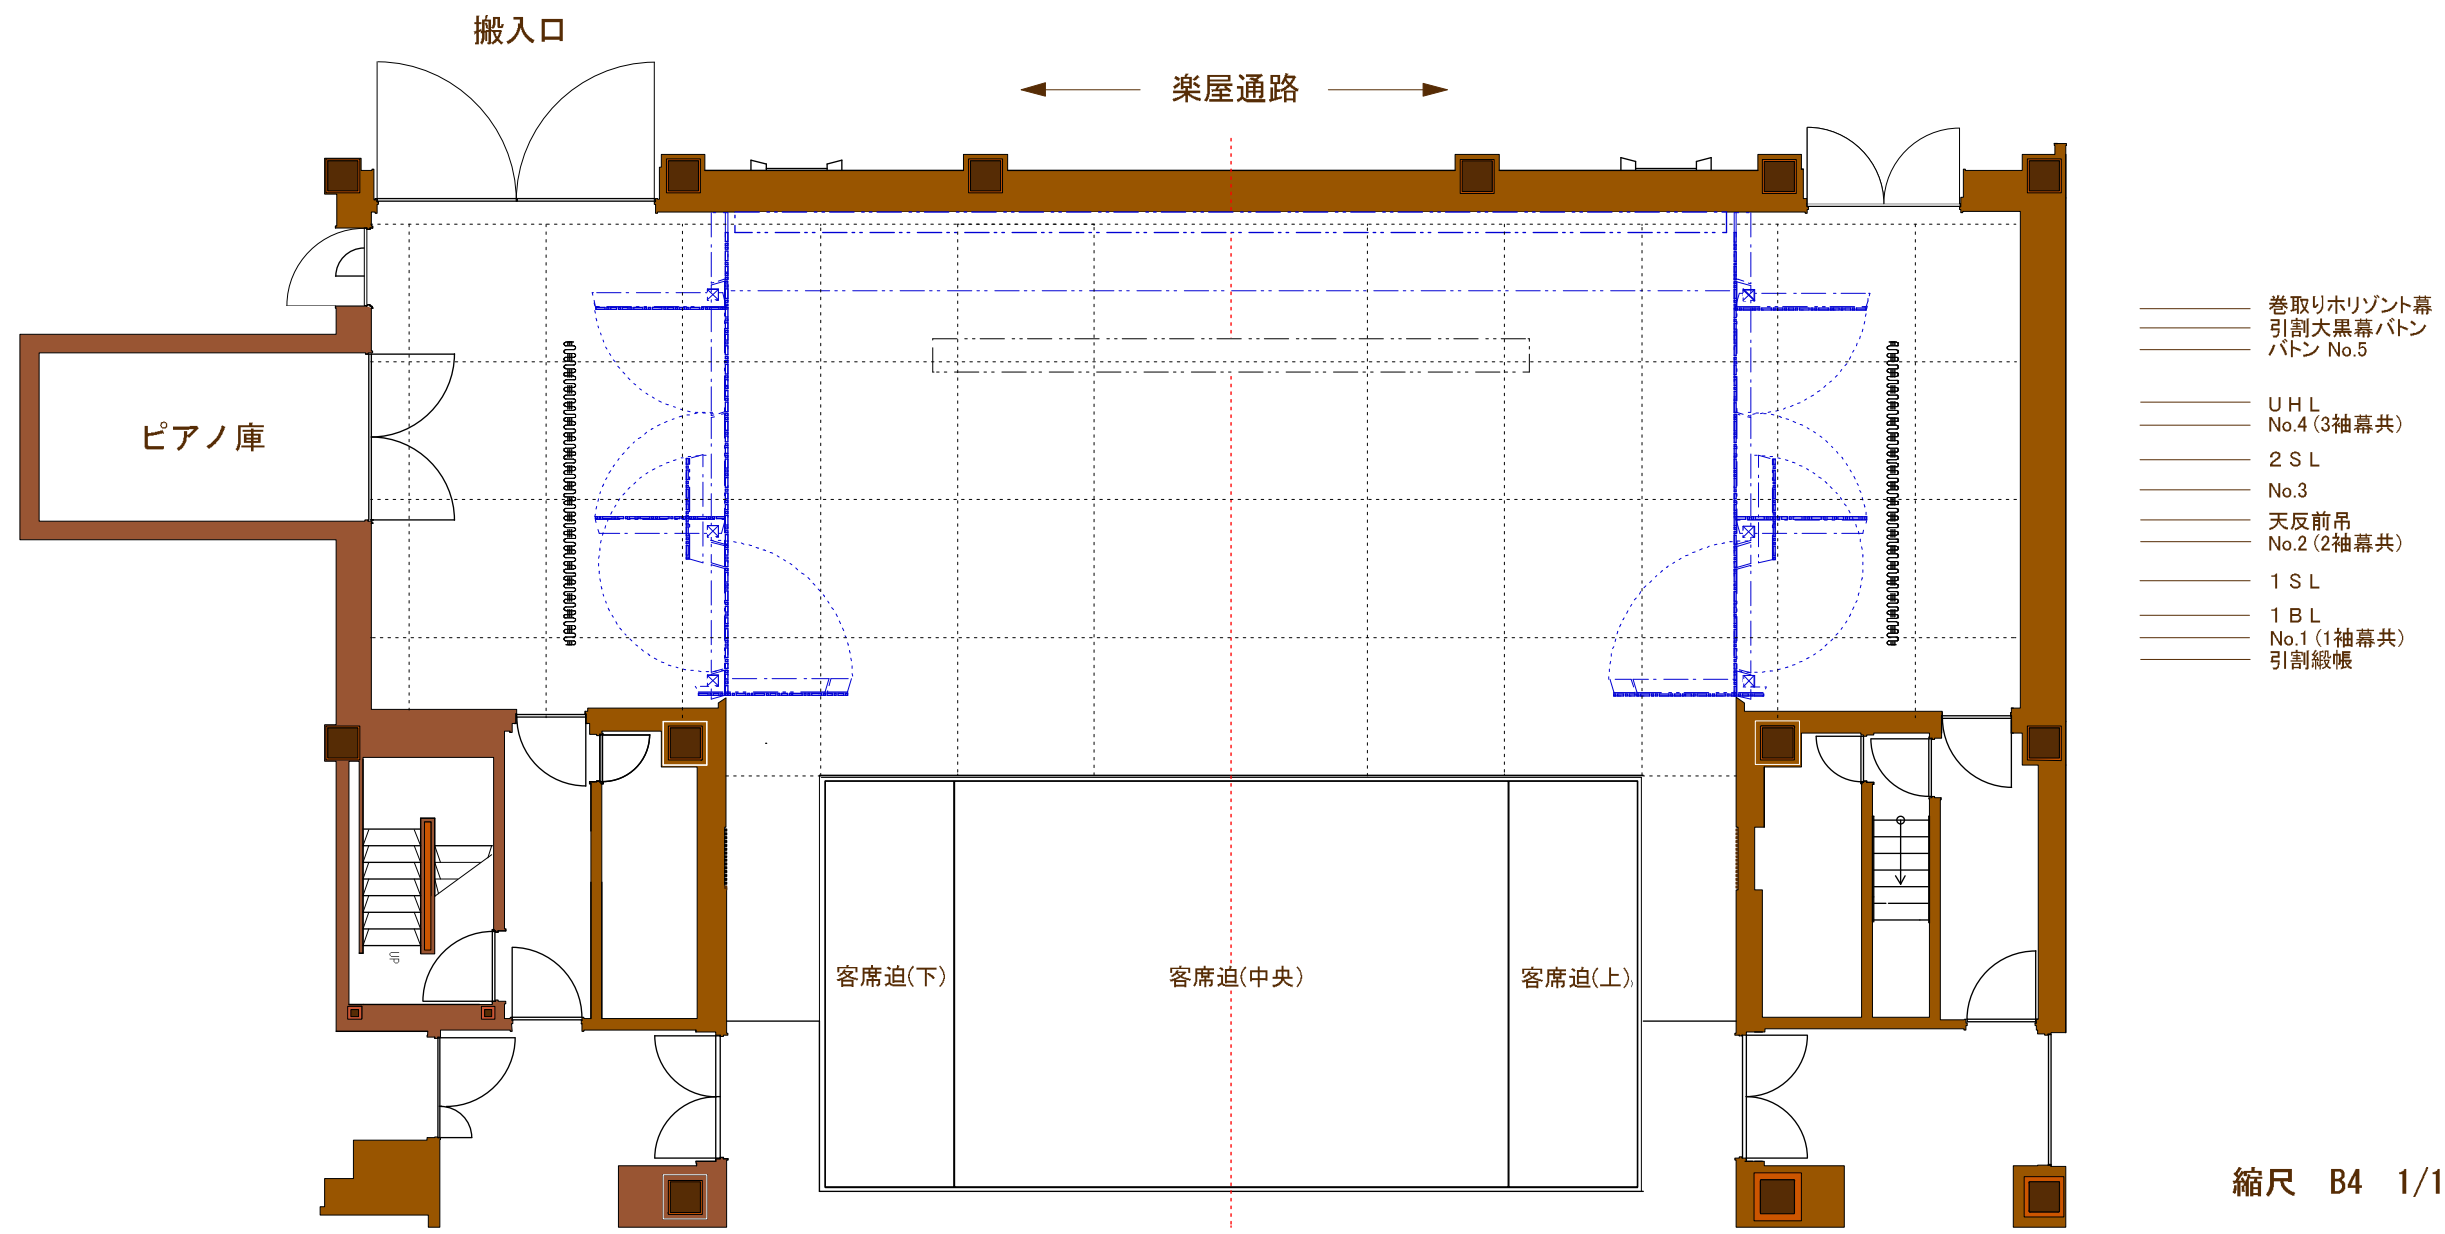 搬入口
楽屋通路
ピアノ庫
巻取りホリゾント幕
引割大黒幕バトン
バトン No.5
UHL
No.4(3袖幕共)
2SL
No.3
天反前吊
No.2(2袖幕共)
1SL
1BL
No.1(1袖幕共)
引割緞帳
UP
客席迫(下)
客席迫(中央)
客席迫(上)
縮尺 B4 1/1